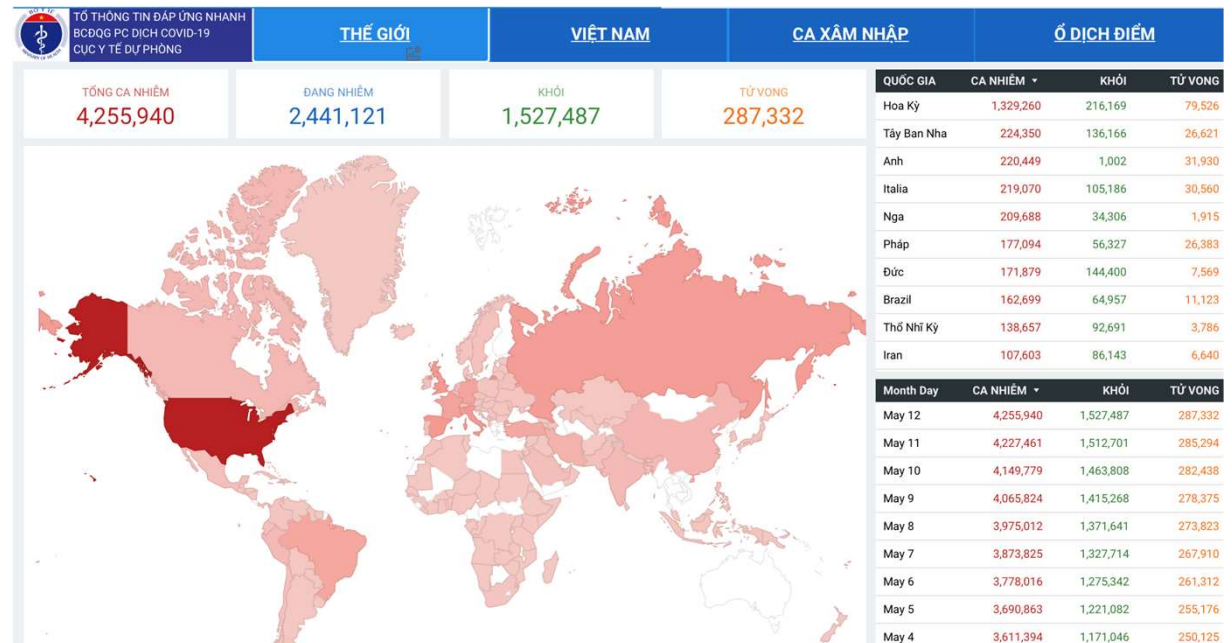 BỘ Y TẾ
MINISTRY OF HEALTH
TỔ THÔNG TIN ĐÁP ỨNG NHANH
BCĐQG PC DỊCH COVID-19
CỤC Y TẾ DỰ PHÒNG
THẾ GIỚI
VIỆT NAM
CA XÂM NHẬP
Ổ DỊCH ĐIỂM
TỔNG CA NHIỄM
4,255,940
ĐANG NHIỄM
2,441,121
KHỎI
1,527,487
TỬ VONG
287,332
QUỐC GIA CA NHIỄM KHỎI TỬ VONG
Hoa Kỳ 1,329,260 216,169 79,526
Tây Ban Nha 224,350 136,166 26,621
Anh 220,449 1,002 31,930
Italia 219,070 105,186 30,560
Nga 209,688 34,306 1,915
Pháp 177,094 56,327 26,383
Đức 171,879 144,400 7,569
Brazil 162,699 64,957 11,123
Thổ Nhĩ Kỳ 138,657 92,691 3,786
Iran 107,603 86,143 6,640
Month Day CA NHIỄM KHỎI TỬ VONG
May 12 4,255,940 1,527,487 287,332
May 11 4,227,461 1,512,701 285,294
May 10 4,149,779 1,463,808 282,438
May 9 4,065,824 1,415,268 278,375
May 8 3,975,012 1,371,641 273,823
May 7 3,873,825 1,327,714 267,910
May 6 3,778,016 1,275,342 261,312
May 5 3,690,863 1,221,082 255,176
May 4 3,611,394 1,171,046 250,125